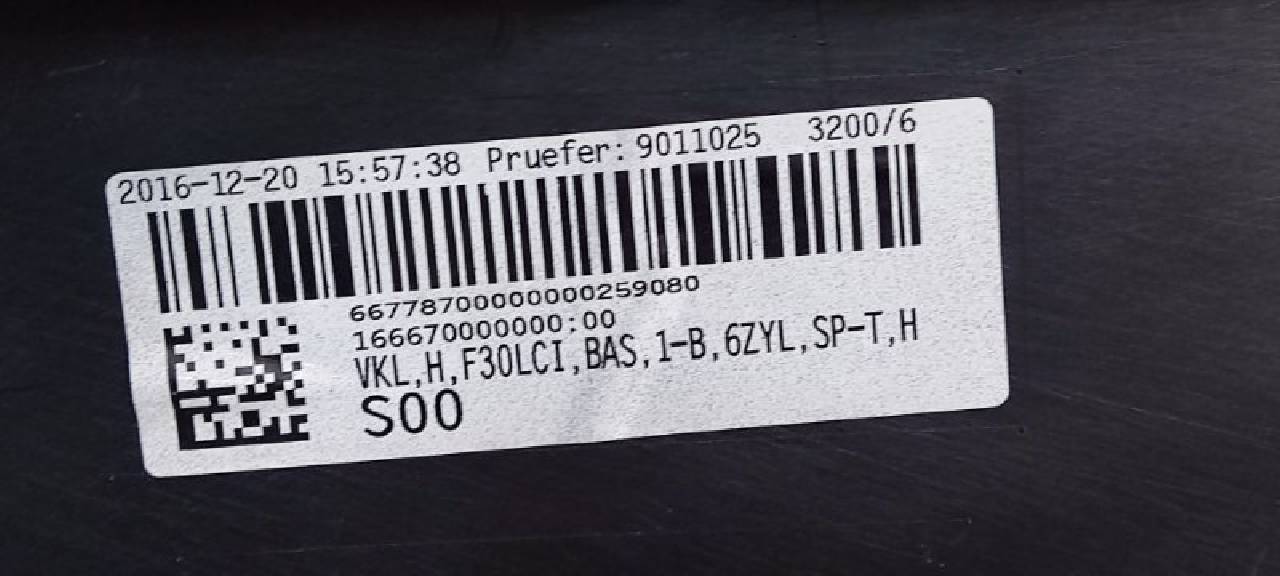 2016-12-20 15:57:38 Pruefer: 9011025 3200/6
66778700000000259080
166670000000:00
VKL,H,F30LCI,BAS,1-B,6ZYL,SP-T,H
S00